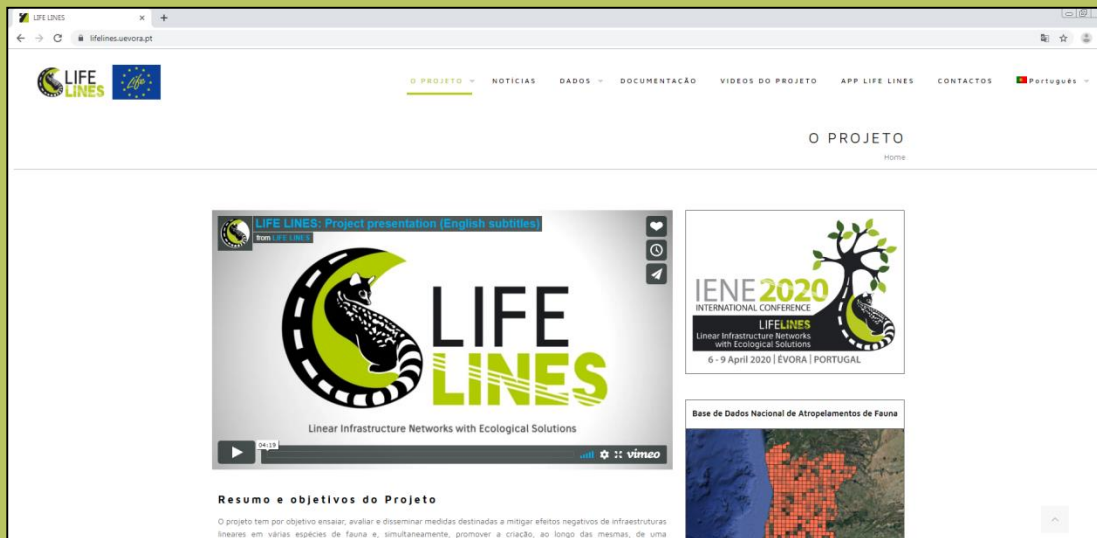 LIFE LINES
lifelines.uevora.pt
LIFE
LINES
Life
O PROJETO
NOTÍCIAS
DADOS
DOCUMENTAÇÃO
VIDEOS DO PROJETO
APP LIFE LINES
CONTACTOS
Português
O PROJETO
Home
LIFE LINES: Project presentation (English subtitles)
from LIFE LINES
LIFE
LINES
Linear Infrastructure Networks with Ecological Solutions
04:19
vimeo
IENE2020
INTERNATIONAL CONFERENCE
LIFELINES
Linear Infrastructure Networks
with Ecological Solutions
6 - 9 April 2020 | ÉVORA | PORTUGAL
Base de Dados Nacional de Atropelamentos de Fauna
Resumo e objetivos do Projeto
O projeto tem por objetivo ensaiar, avaliar e disseminar medidas destinadas a mitigar efeitos negativos de infraestruturas
lineares em várias espécies de fauna e, simultaneamente, promover a criação, ao longo das mesmas, de uma